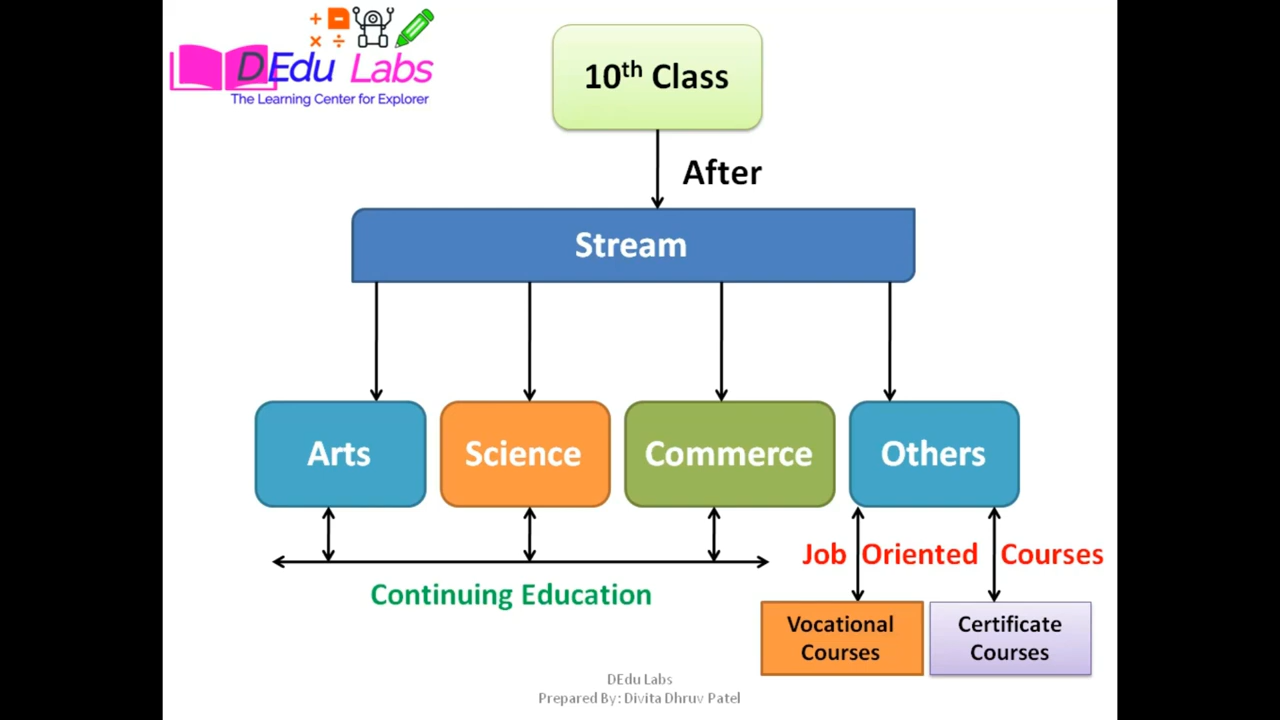 DEdu Labs
The Learning Center for Explorer
10th Class
After
Stream
Arts
Science
Commerce
Others
Job Oriented Courses
Continuing Education
Vocational
Courses
Certificate
Courses
DEdu Labs
Prepared By: Divita Dhruv Patel